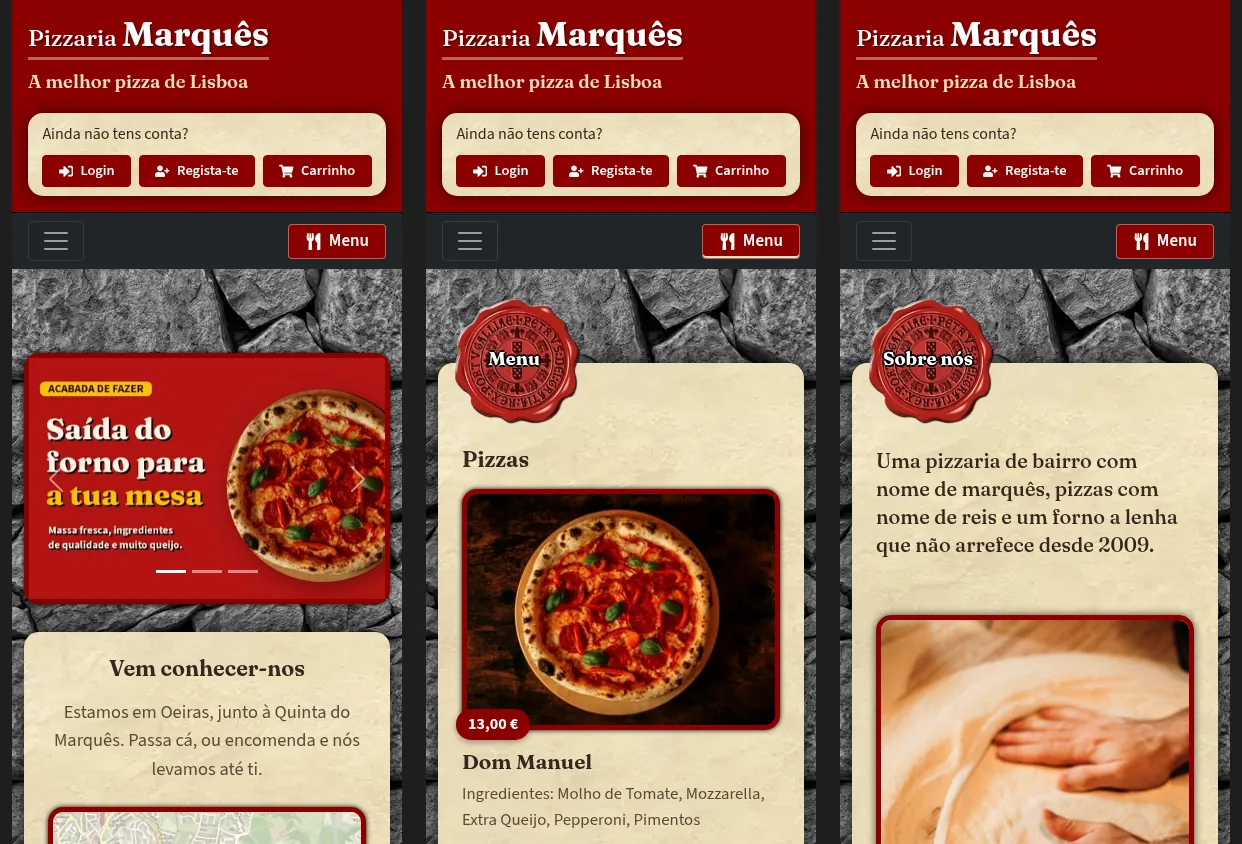 Pizzaria Marquês
A melhor pizza de Lisboa
Ainda não tens conta?
Login Regista-te Carrinho
Menu
ACABADA DE FAZER
Saída do
forno para
a tua mesa
Massa fresca, ingredientes
de qualidade e muito queijo.
Vem conhecer-nos
Estamos em Oeiras, junto à Quinta do
Marquês. Passa cá, ou encomenda e nós
levamos até ti.
Pizzaria Marquês
A melhor pizza de Lisboa
Ainda não tens conta?
Login Regista-te Carrinho
Menu
Menu
Pizzas
13,00 €
Dom Manuel
Ingredientes: Molho de Tomate, Mozzarella,
Extra Queijo, Pepperoni, Pimentos
Pizzaria Marquês
A melhor pizza de Lisboa
Ainda não tens conta?
Login Regista-te Carrinho
Menu
Sobre nós
Uma pizzaria de bairro com
nome de marquês, pizzas com
nome de reis e um forno a lenha
que não arrefece desde 2009.